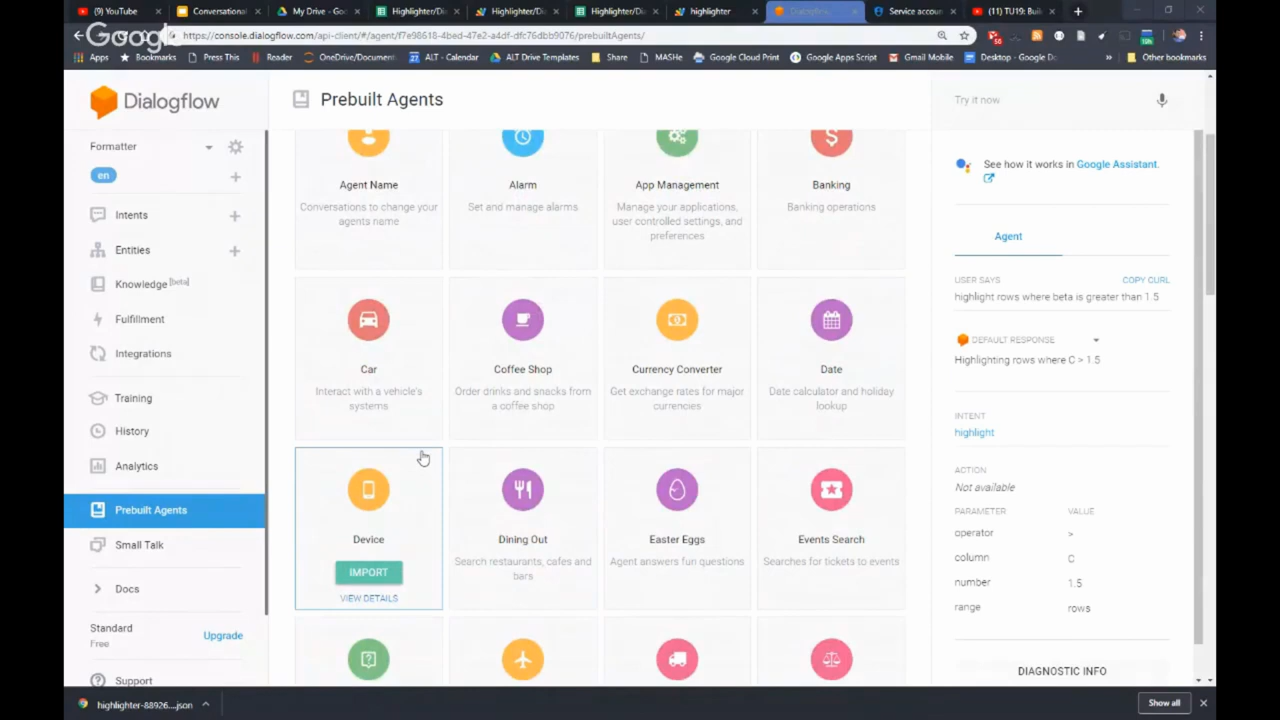 (9) YouTube
Conversational
My Drive - Goo
Highlighter/Di
Highlighter/Di
Highlighter/Di
highlighter
Dialogflow
Service accoun
(11) TU19: Buil
Google
https://console.dialogflow.com/api-client/#/agent/f7e98618-4bed-47e2-a4df-dfc76dbb9076/prebuiltAgents/
Apps
Bookmarks
Press This
Reader
OneDrive/Document
27 ALT - Calendar
ALT Drive Templates
Share
MASHe
Google Cloud Print
Google Apps Script
Gmail Mobile
Desktop - Google Do
»
Other bookmarks
Dialogflow
Prebuilt Agents
Try it now
Formatter
en
Intents
Entities
Knowledge [beta]
Fulfillment
Integrations
Training
History
Analytics
Prebuilt Agents
Small Talk
Docs
Standard
Free
Upgrade
Support
Agent Name
Conversations to change your
agents name
Alarm
Set and manage alarms.
App Management
Manage your applications,
user controlled settings, and
preferences
Banking
Banking operations
Car
Interact with a vehicle's
systems
Coffee Shop
Order drinks and snacks from
a coffee shop
Currency Converter
Get exchange rates for major
currencies
Date
Date calculator and holiday
lookup
Device
IMPORT
VIEW DETAILS
Dining Out
Search restaurants, cafes and
bars
Easter Eggs
Agent answers fun questions
Events Search
Searches for tickets to events
See how it works in Google Assistant.
Agent
USER SAYS
COPY CURL
highlight rows where beta is greater than 1.5
DEFAULT RESPONSE
Highlighting rows where C > 1.5
INTENT
highlight
ACTION
Not available
PARAMETER
VALUE
operator
>
column
C
number
1.5
range
rows
DIAGNOSTIC INFO
highlighter-88926....json
Show all